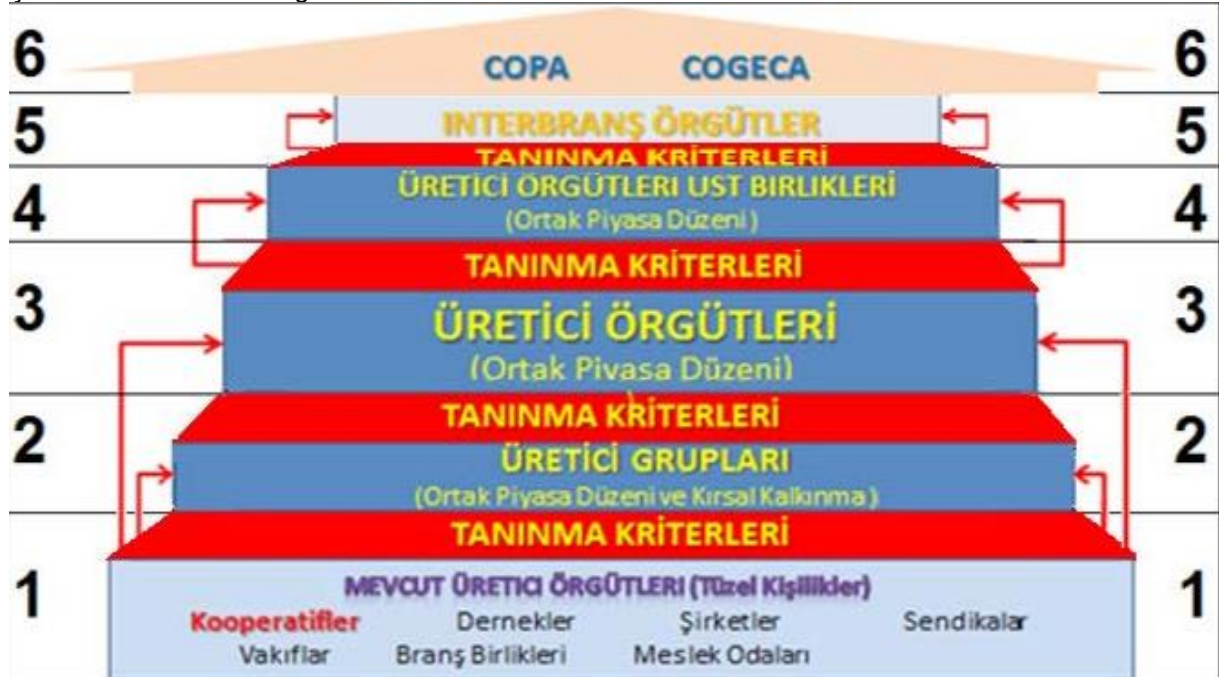 6 COPA COGECA 6
5 INTERBRANŞ ÖRGÜTLER 5
TANINMA KRİTERLERİ
4 ÜRETİCİ ÖRGÜTLERI UST BIRLIKLERİ 4
(Ortak Piyasa Düzeni)
TANINMA KRİTERLERİ
3 ÜRETİCİ ÖRGÜTLERİ 3
(Ortak Pivasa Düzeni)
TANINMA KRİTERLERİ
2 ÜRETİCİ GRUPLARI 2
(Ortak Piyasa Düzeni ve Kırsal Kalkınma)
TANINMA KRİTERLERİ
1 MEVCUT ÜRETICI ÖRGÜTLERI (Tüzel Kişilikler) 1
Kooperatifler Dernekler Şirketler Sendikalar
Vakıflar Branş Birlikleri Meslek Odaları